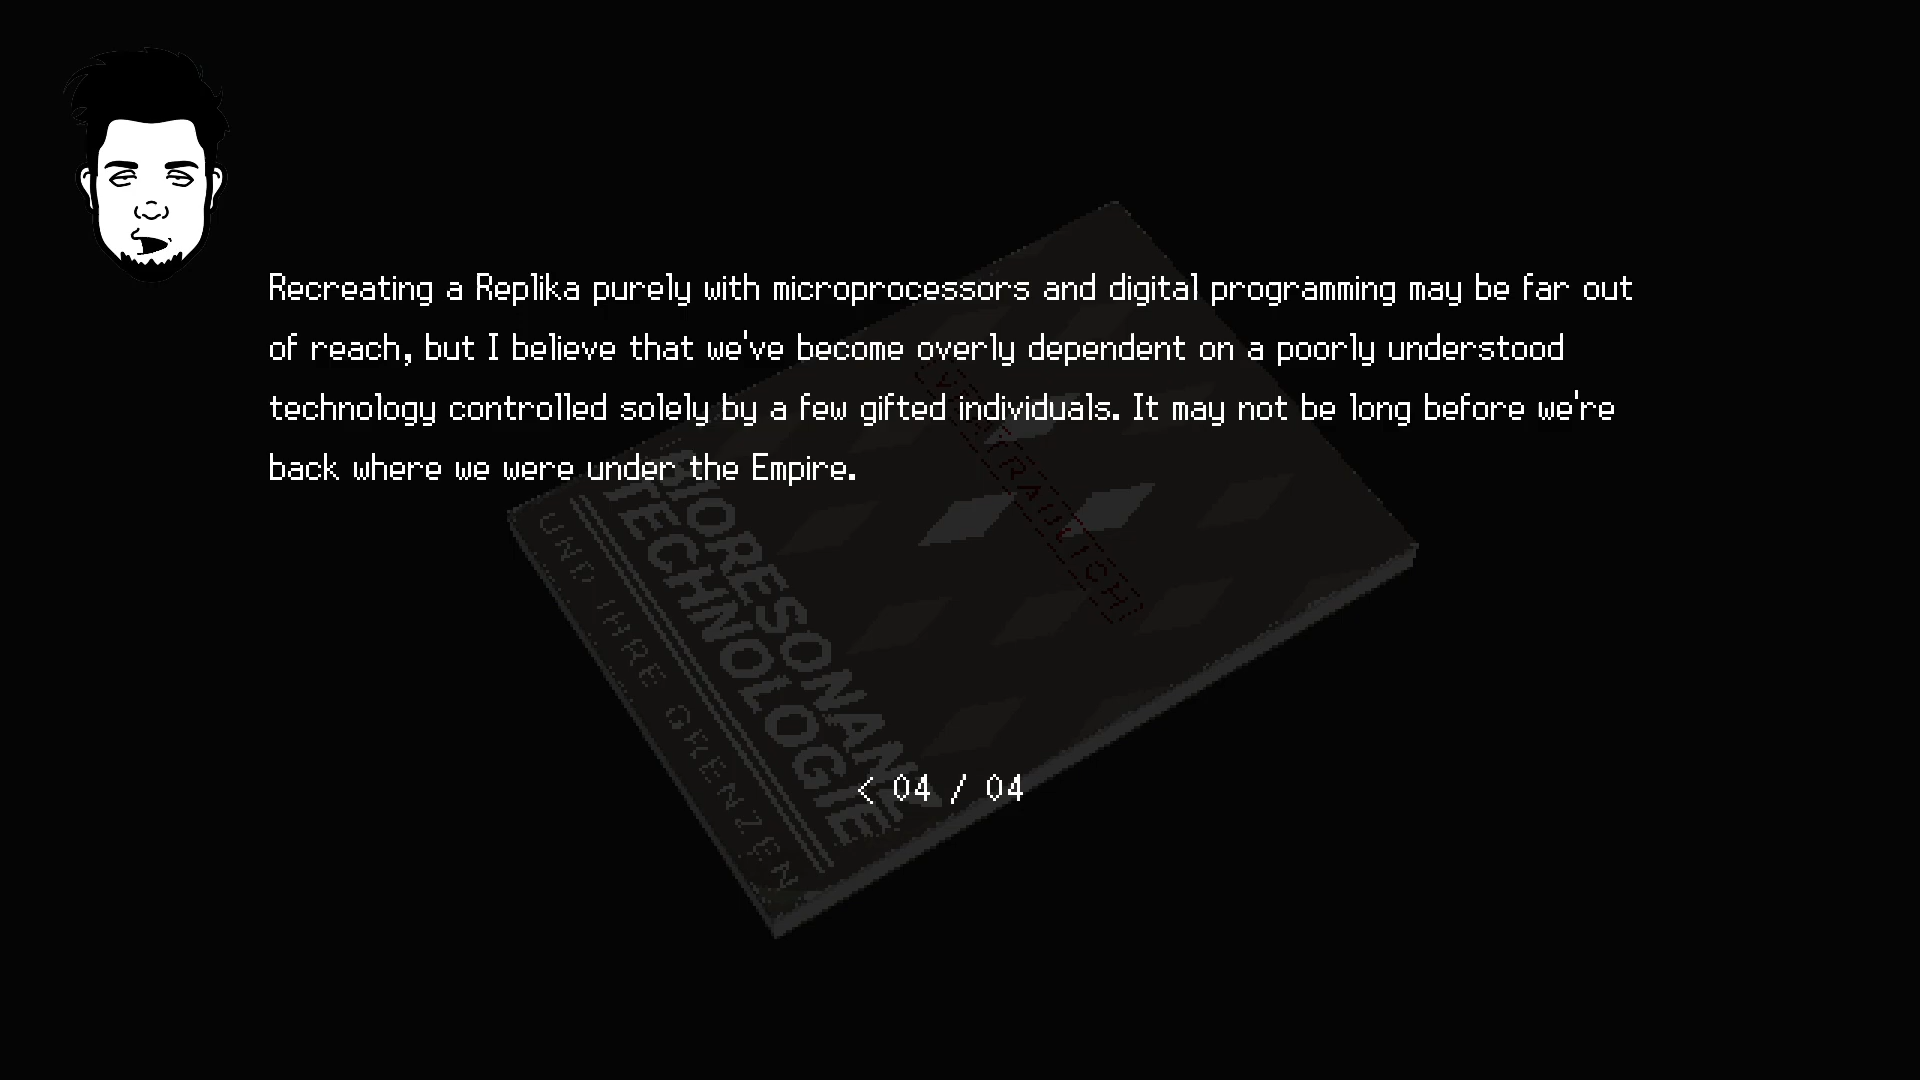 Recreating a Replika purely with microprocessors and digital programming may be far out
of reach, but I believe that we've become overly dependent on a poorly understood
technology controlled solely by a few gifted individuals. It may not be long before we're
back where we were under the Empire.
VERTRAULICH
BIORESONANZ
TECHNOLOGIE
UND IHRE GRENZEN
< 04 / 04